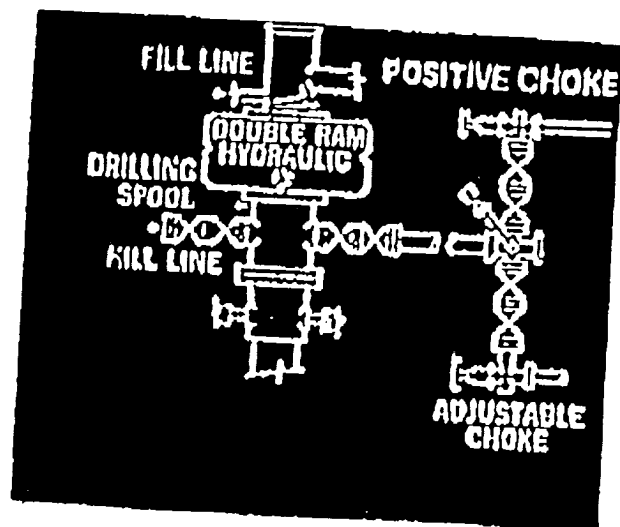 FILL LINE
POSITIVE CHOKE
DOUBLE RAM
HYDRAULIC
DRILLING
SPOOL
KILL LINE
ADJUSTABLE
CHOKE